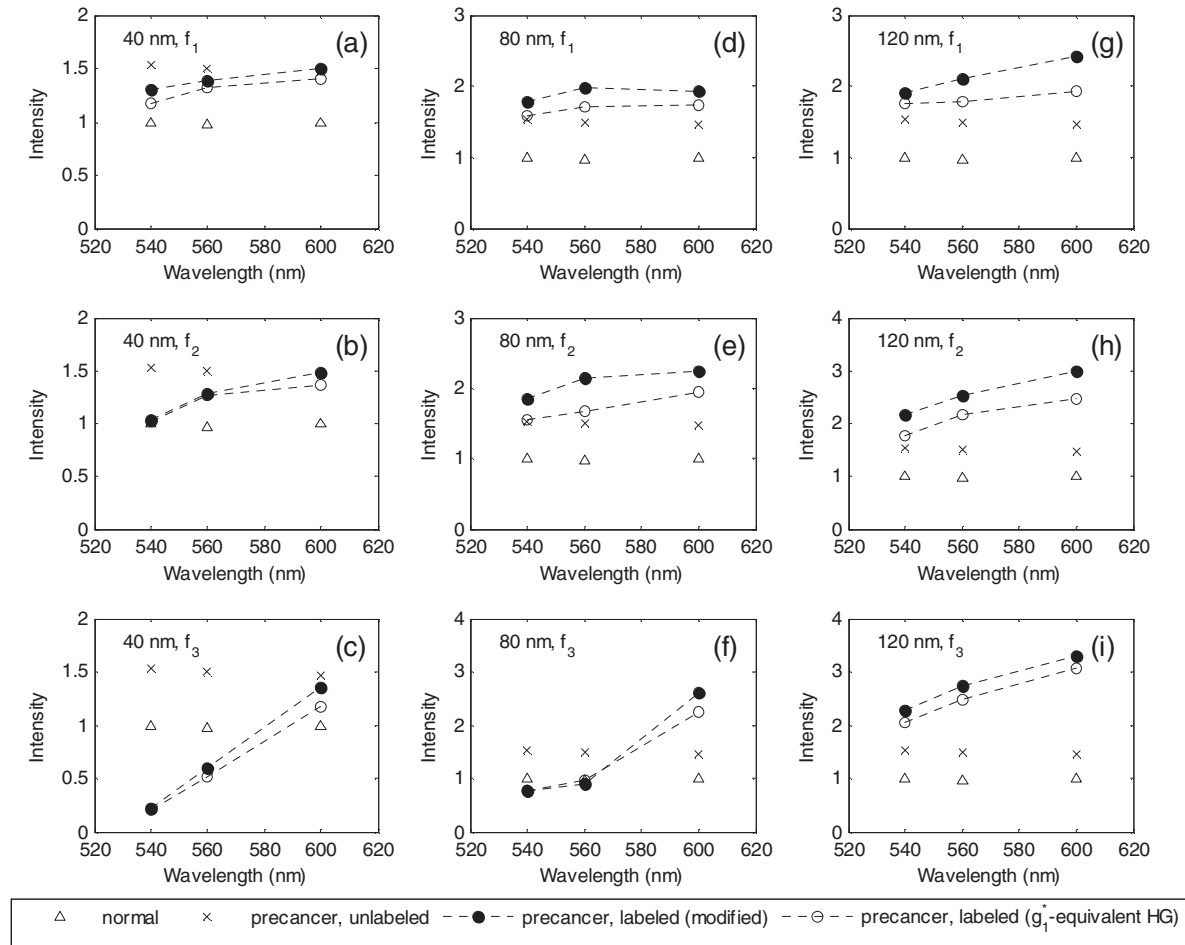 40 nm, f1 (a)
2
1.5
1
0.5
0
Intensity
520 540 560 580 600 620
Wavelength (nm)
80 nm, f1 (d)
3
2
1
0
Intensity
520 540 560 580 600 620
Wavelength (nm)
120 nm, f1 (g)
3
2
1
0
Intensity
520 540 560 580 600 620
Wavelength (nm)
40 nm, f2 (b)
2
1.5
1
0.5
0
Intensity
520 540 560 580 600 620
Wavelength (nm)
80 nm, f2 (e)
3
2
1
0
Intensity
520 540 560 580 600 620
Wavelength (nm)
120 nm, f2 (h)
4
3
2
1
0
Intensity
520 540 560 580 600 620
Wavelength (nm)
40 nm, f3 (c)
2
1.5
1
0.5
0
Intensity
520 540 560 580 600 620
Wavelength (nm)
80 nm, f3 (f)
4
3
2
1
0
Intensity
520 540 560 580 600 620
Wavelength (nm)
120 nm, f3 (i)
4
3
2
1
0
Intensity
520 540 560 580 600 620
Wavelength (nm)
normal precancer, unlabeled precancer, labeled (modified) precancer, labeled (g1*-equivalent HG)